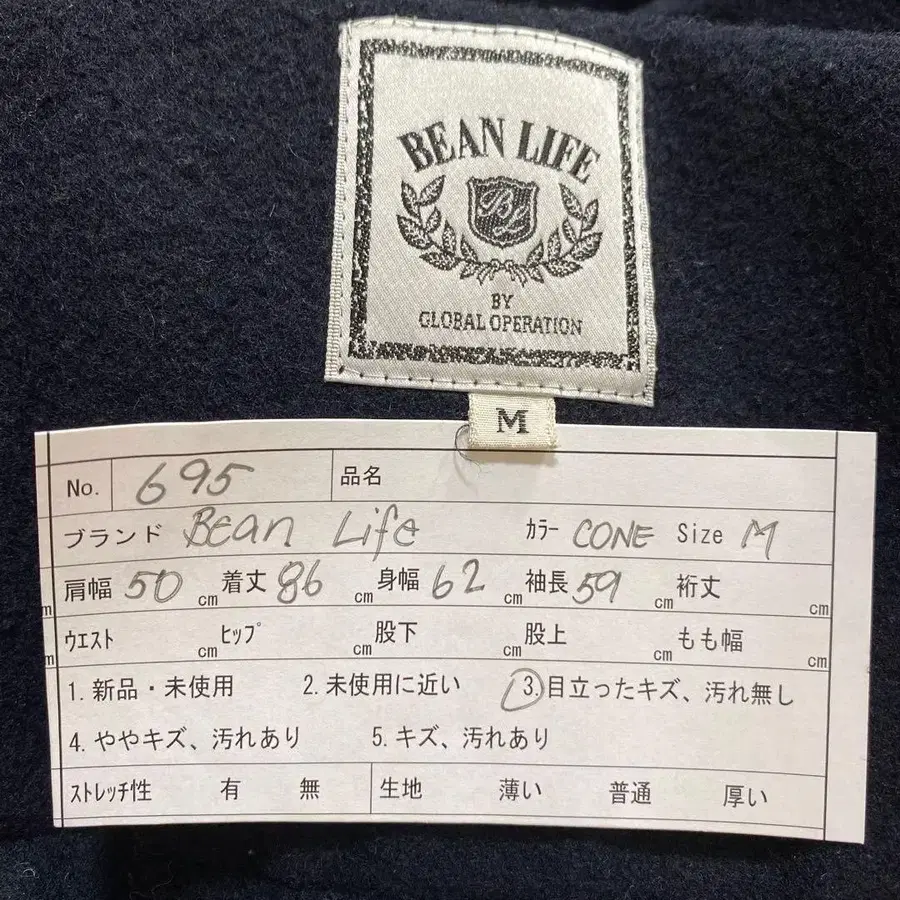 BEAN LIFE
BL
BY
GLOBAL OPERATION
M
No. 695 品名
ブランド Bean Life カラー CONE Size M
肩幅 50 cm 着丈 86 cm 身幅 62 cm 袖長 59 cm 裄丈 cm
ウエスト cm ヒップ cm 股下 cm 股上 cm もも幅 cm
1. 新品・未使用 2. 未使用に近い 3. 目立ったキズ、汚れ無し
4. ややキズ、汚れあり 5. キズ、汚れあり
ストレッチ性 有 無 生地 薄い 普通 厚い